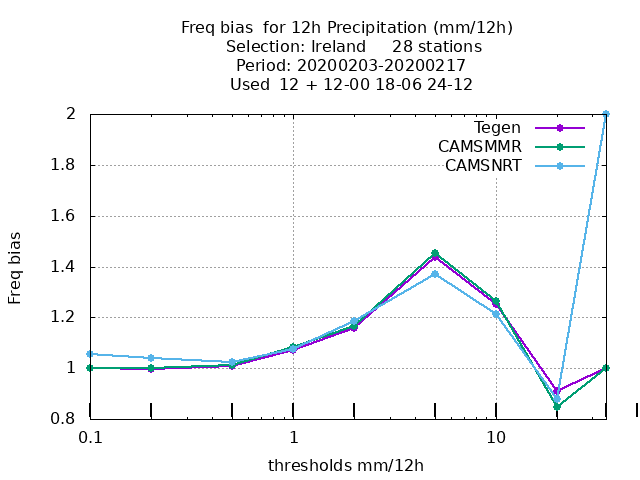 Freq bias  for 12h Precipitation (mm/12h)
Selection: Ireland     28 stations
Period: 20200203-20200217
Used  12 + 12-00 18-06 24-12
Tegen
CAMSMMR
CAMSNRT
2
1.8
1.6
1.4
1.2
1
0.8
Freq bias
0.1
1
10
thresholds mm/12h